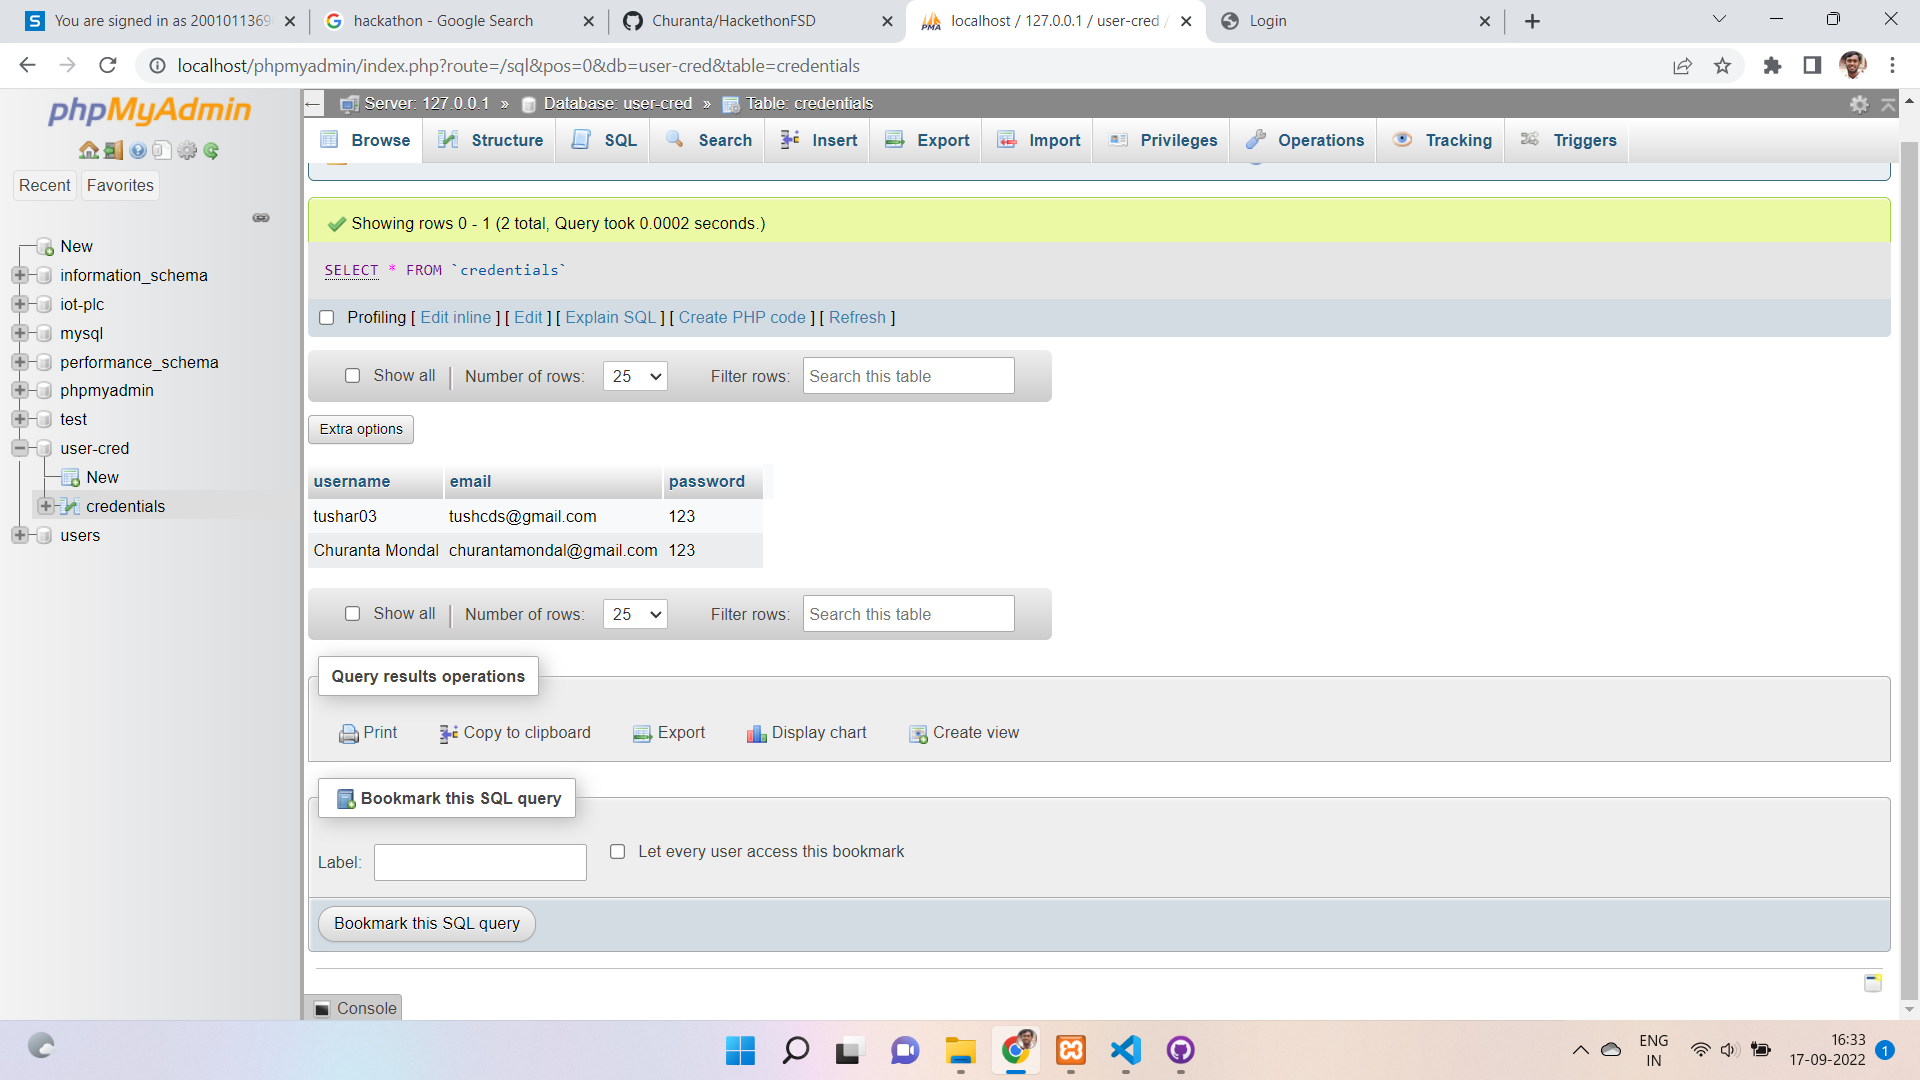 You are signed in as 2001011369
hackathon - Google Search
Churanta/HackethonFSD
localhost / 127.0.0.1 / user-cred /
Login
localhost/phpmyadmin/index.php?route=/sql&pos=0&db=user-cred&table=credentials
phpMyAdmin
Recent
Favorites
New
information_schema
iot-plc
mysql
performance_schema
phpmyadmin
test
user-cred
New
credentials
users
Server: 127.0.0.1 » Database: user-cred » Table: credentials
Browse
Structure
SQL
Search
Insert
Export
Import
Privileges
Operations
Tracking
Triggers
Showing rows 0 - 1 (2 total, Query took 0.0002 seconds.)
SELECT * FROM `credentials`
Profiling [ Edit inline ] [ Edit ] [ Explain SQL ] [ Create PHP code ] [ Refresh ]
Show all | Number of rows: 25 Filter rows: Search this table
Extra options
username email password
tushar03 tushcds@gmail.com 123
Churanta Mondal churantamondal@gmail.com 123
Show all | Number of rows: 25 Filter rows: Search this table
Query results operations
Print Copy to clipboard Export Display chart Create view
Bookmark this SQL query
Label: Let every user access this bookmark
Bookmark this SQL query
Console
ENG
IN
16:33
17-09-2022
1